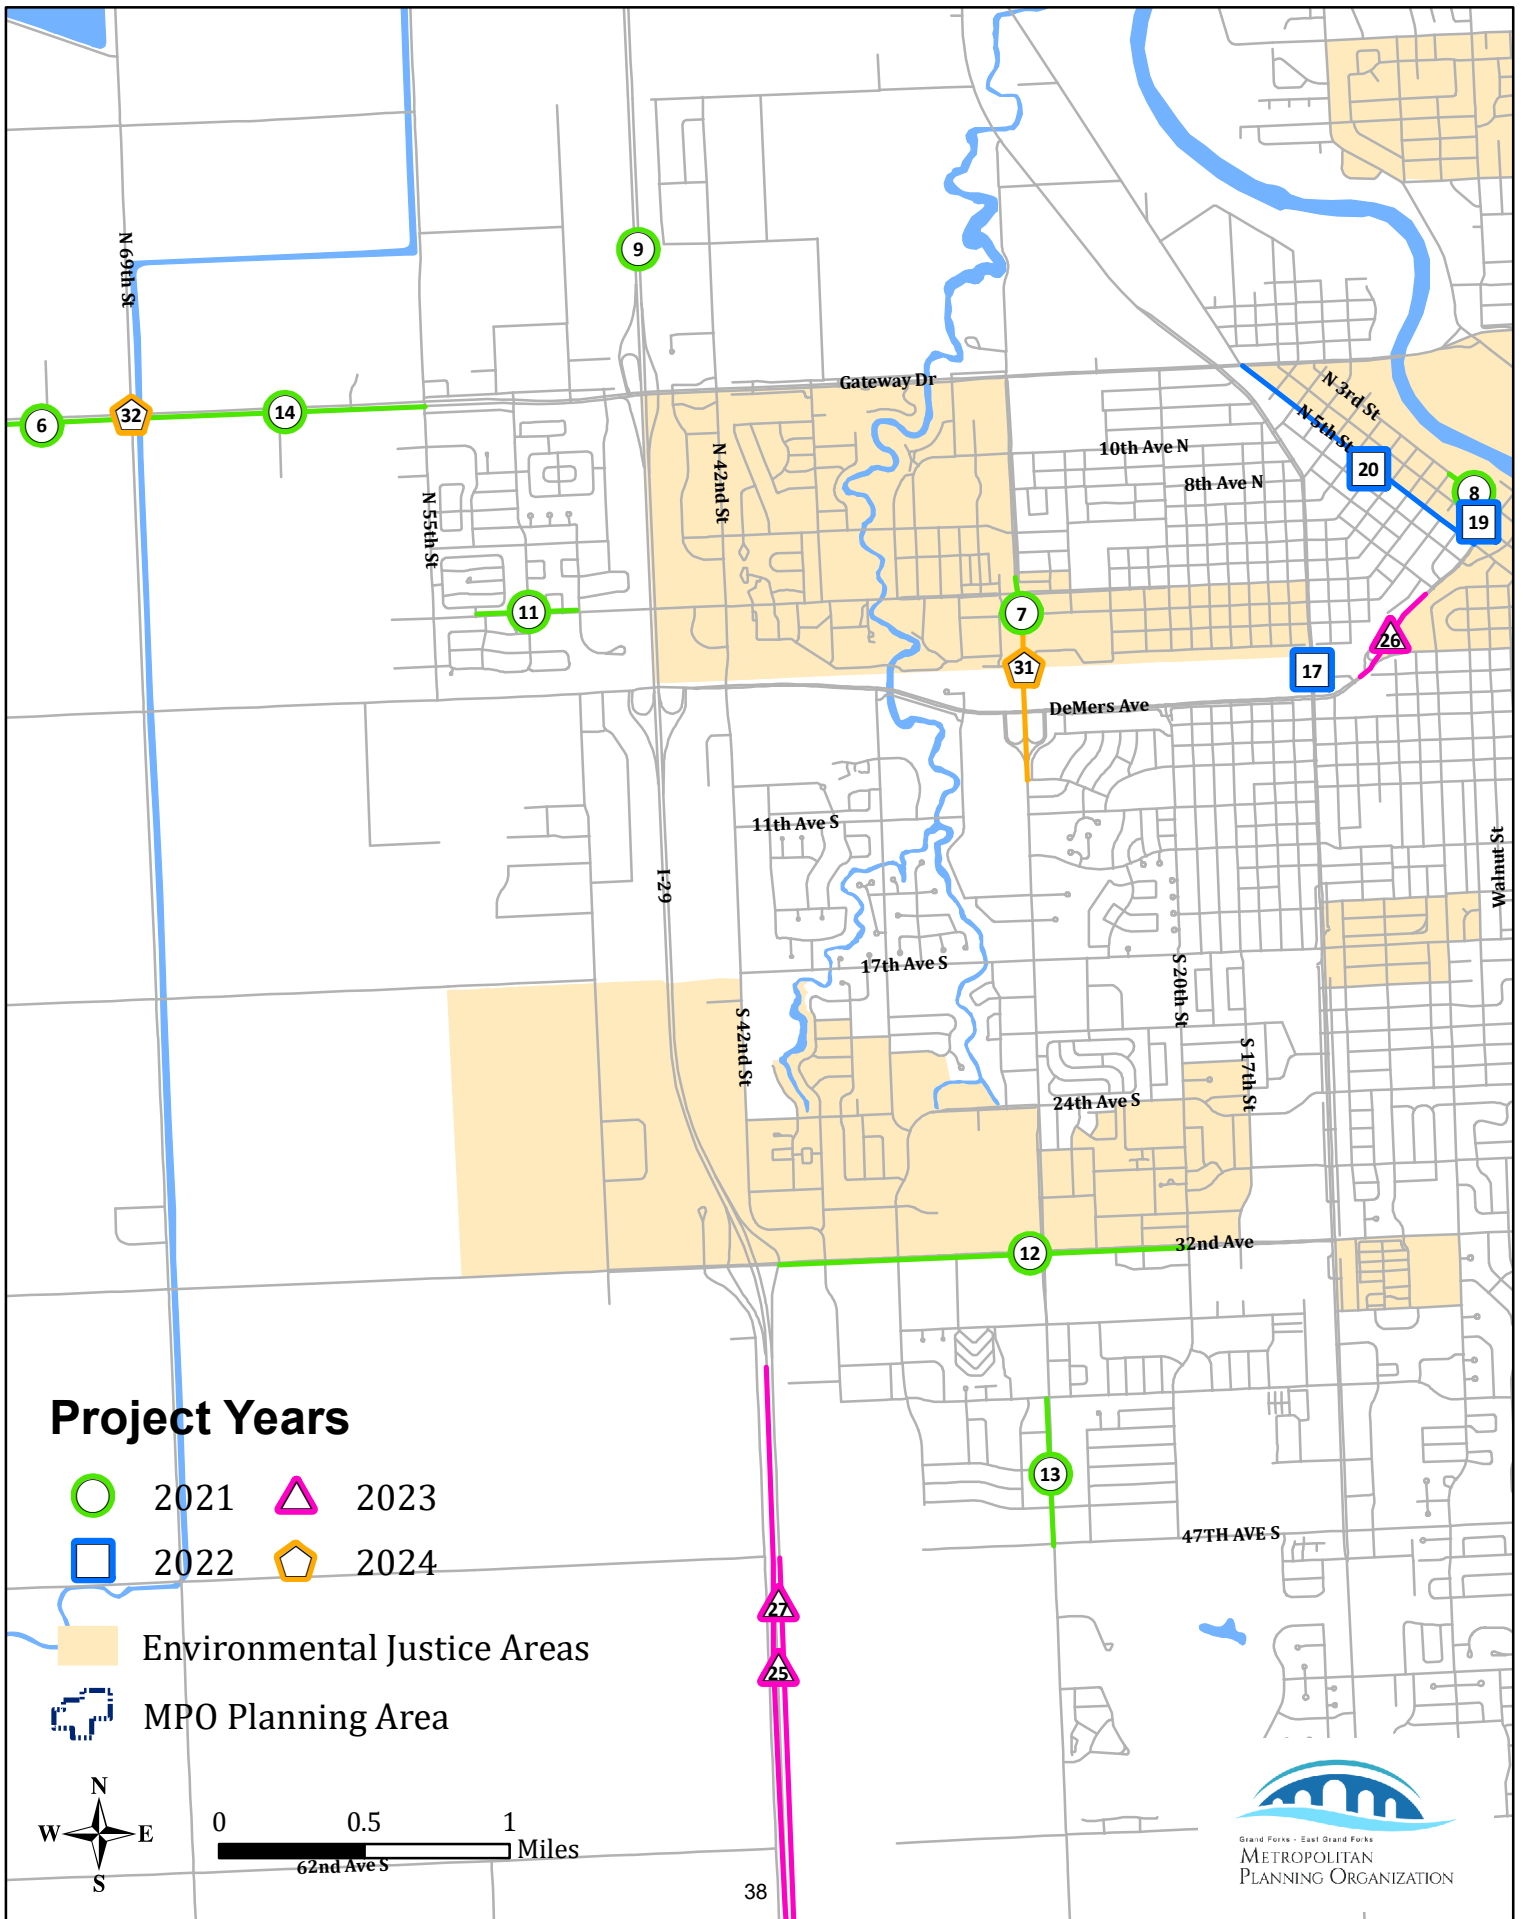 N 69th St
9
Gateway Dr
N 3rd St
6
32
14
N 5th St
10th Ave N
N 42nd St
20
8th Ave N
8
N 55th St
19
11
7
26
31
17
DeMers Ave
11th Ave S
I-29
Walnut St
17th Ave S
S 20th St
S 42nd St
S 17th St
24th Ave S
12
32nd Ave
Project Years
13
2021
2023
47TH AVE S
2022
2024
27
Environmental Justice Areas
25
MPO Planning Area
N
W E
S
0 0.5 1
Miles
62nd Ave S
Grand Forks - East Grand Forks
METROPOLITAN
PLANNING ORGANIZATION
38